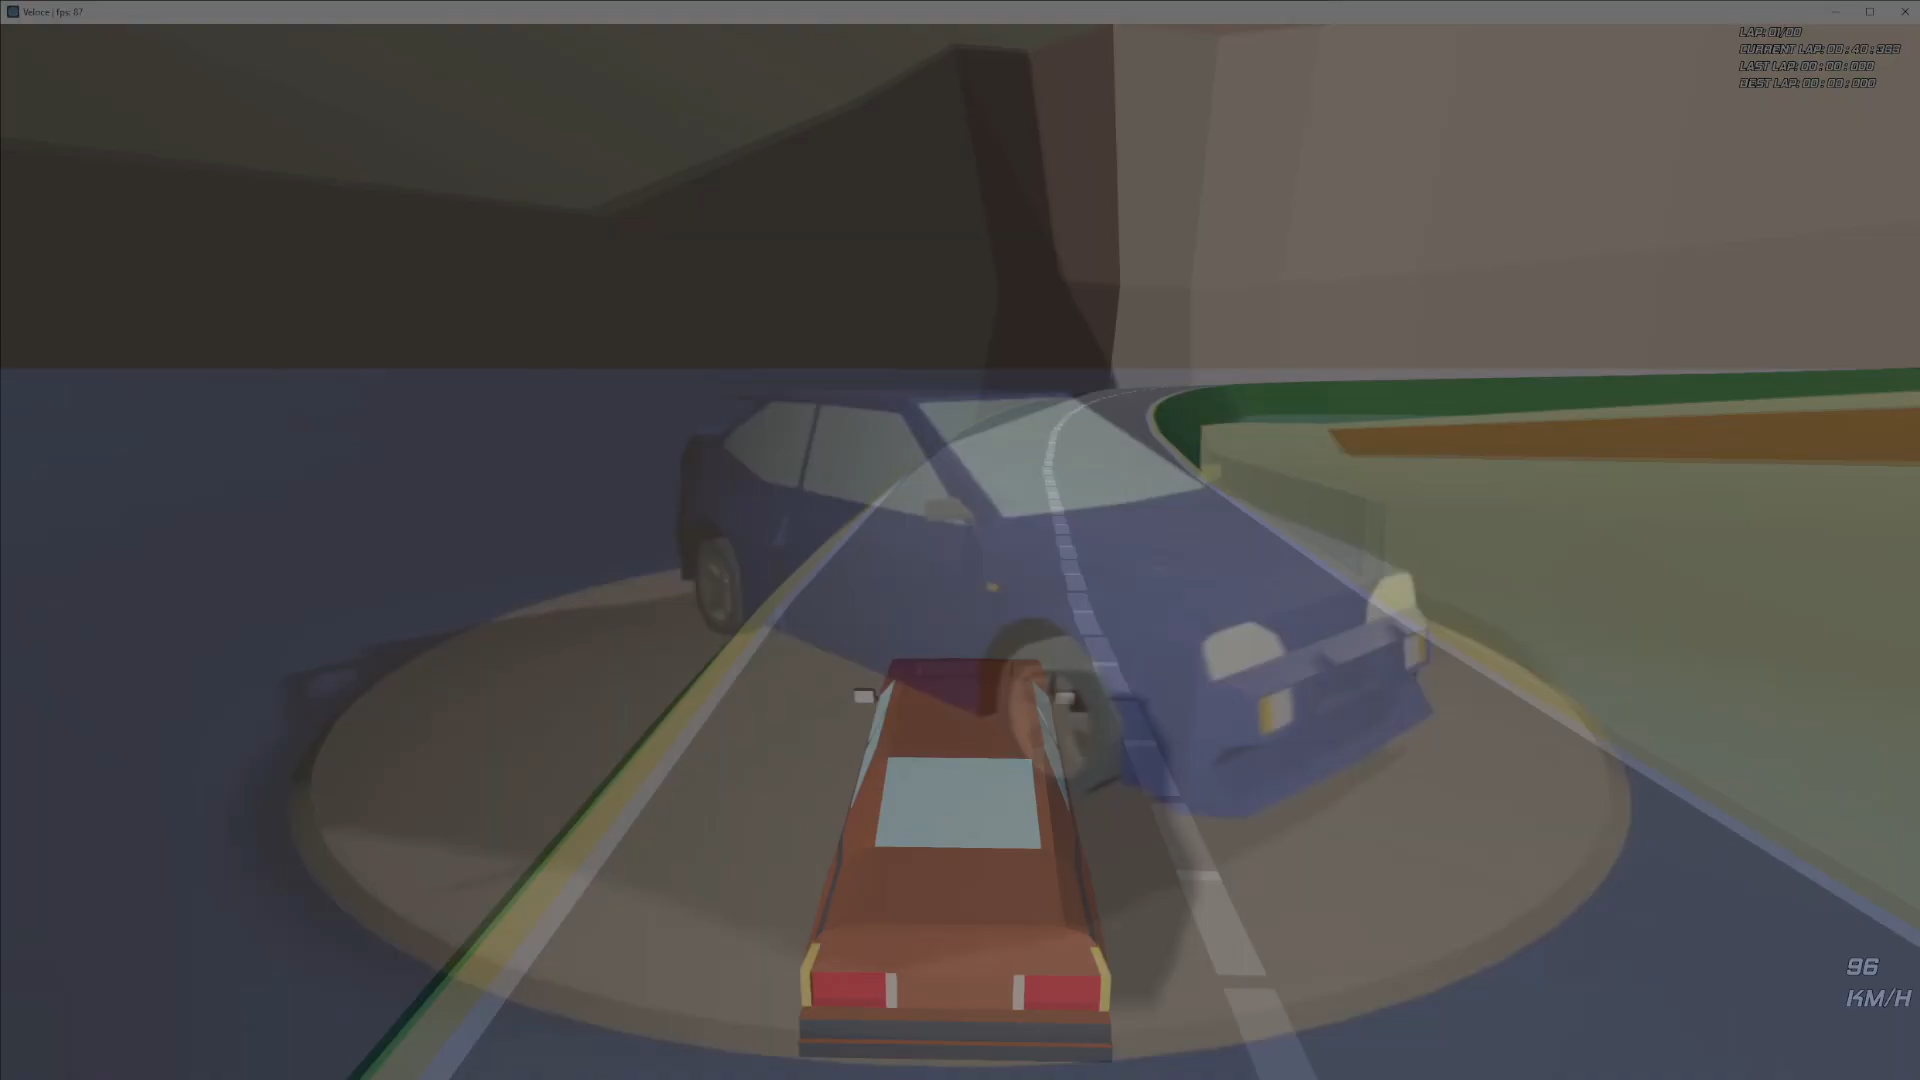 Veloce | fps: 87
LAP: 01/00
CURRENT LAP: 00 : 40 : 383
LAST LAP: 00 : 00 : 000
BEST LAP: 00 : 00 : 000
96
KM/H